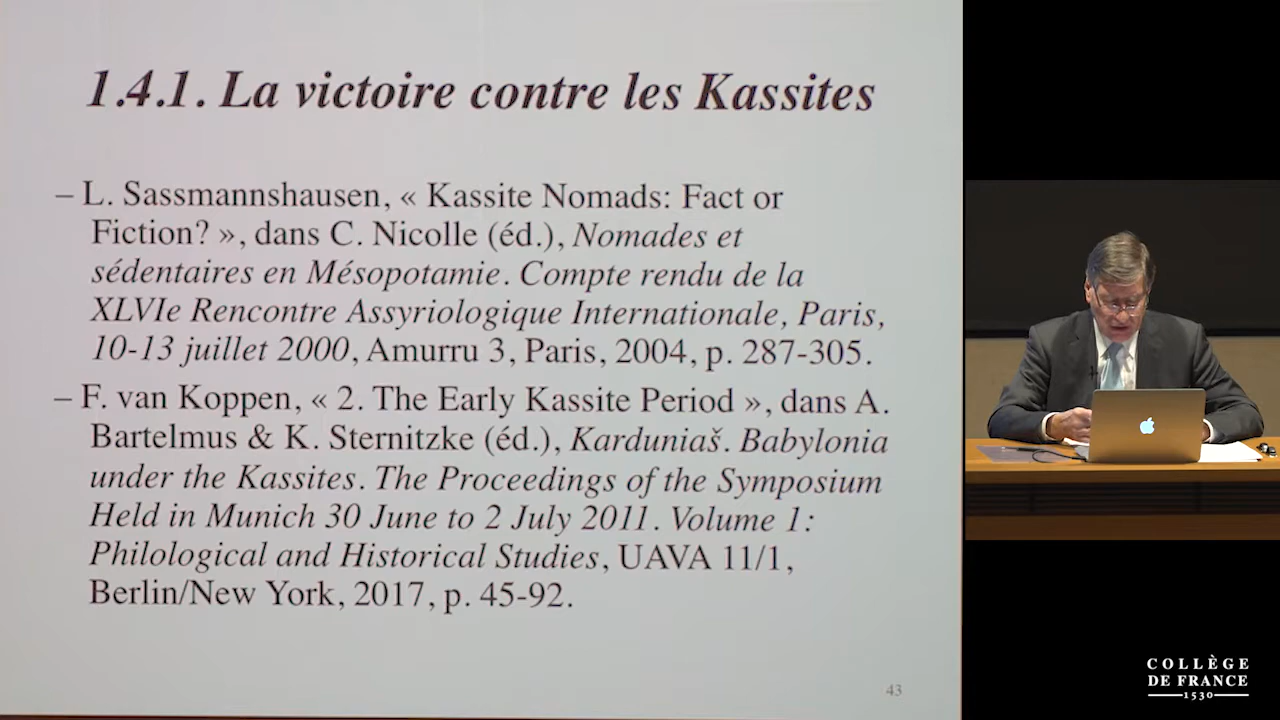 1.4.1. La victoire contre les Kassites
– L. Sassmannshausen, « Kassite Nomads: Fact or
Fiction? », dans C. Nicolle (éd.), Nomades et
sédentaires en Mésopotamie. Compte rendu de la
XLVIe Rencontre Assyriologique Internationale, Paris,
10-13 juillet 2000, Amurru 3, Paris, 2004, p. 287-305.
– F. van Koppen, « 2. The Early Kassite Period », dans A.
Bartelmus & K. Sternitzke (éd.), Karduniaš. Babylonia
under the Kassites. The Proceedings of the Symposium
Held in Munich 30 June to 2 July 2011. Volume 1:
Philological and Historical Studies, UAVA 11/1,
Berlin/New York, 2017, p. 45-92.
43
COLLÈGE
DE FRANCE
1530